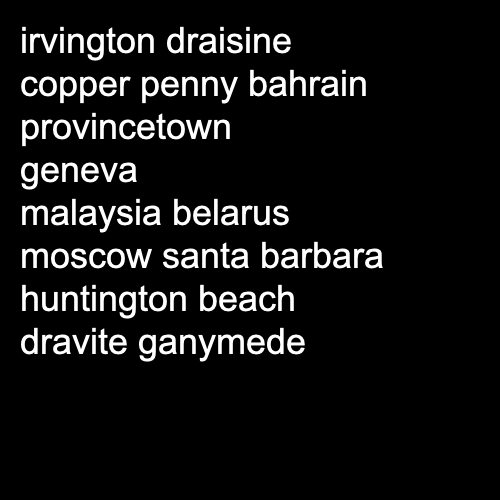 irvington draisine
copper penny bahrain
provincetown
geneva
malaysia belarus
moscow santa barbara
huntington beach
dravite ganymede